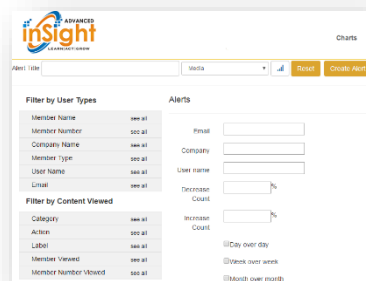 ADVANCED
inSight
LEARN|ACT|GROW
Charts
Alert Title
Reset
Create Alert
Filter by User Types
Member Name see all
Member Number see all
Company Name see all
Member Type see all
User Name see all
Email see all
Filter by Content Viewed
Category see all
Action see all
Label see all
Member Viewed see all
Member Number Viewed see all
Alerts
Email
Company
User name
Decrease
Count
%
Increase
Count
%
Day over day
Week over week
Month over month